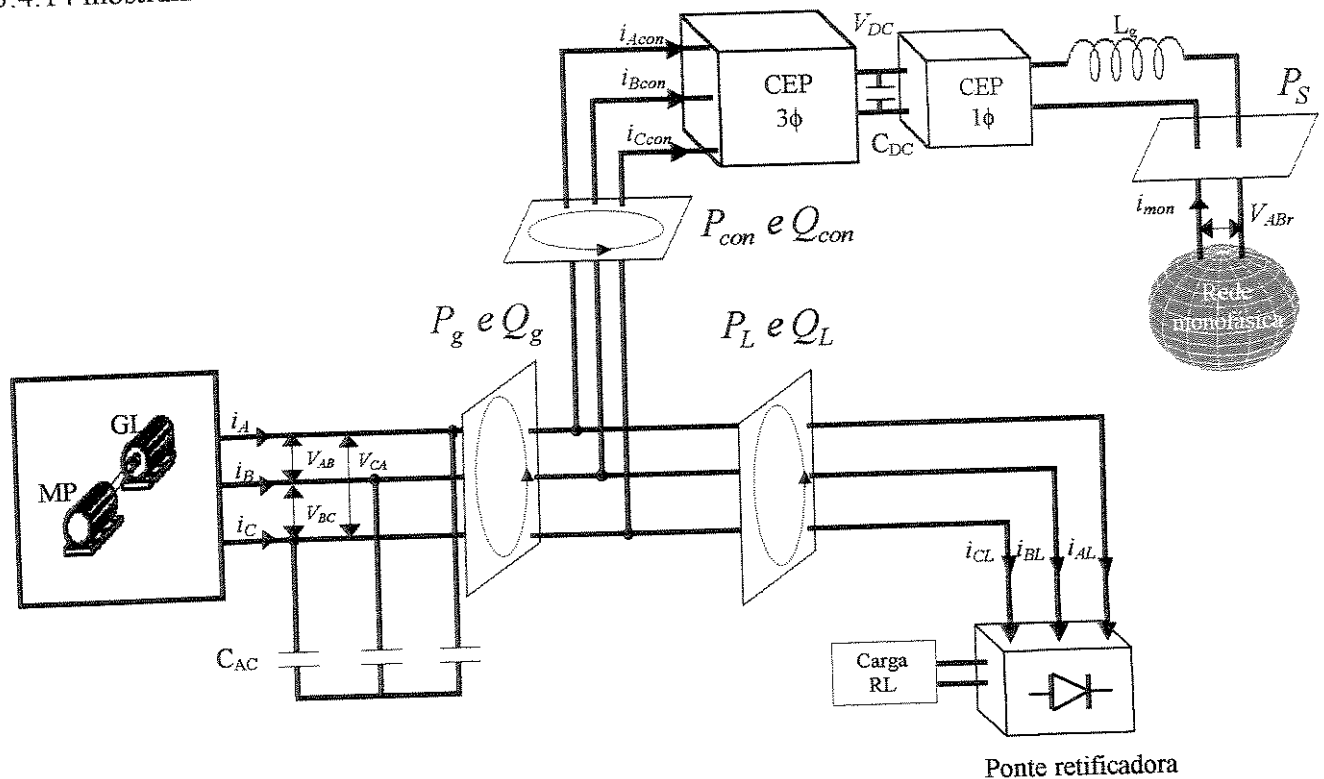 i_Acon
i_Bcon
i_Ccon
CEP
3ϕ
V_DC
C_DC
CEP
1ϕ
L_g
P_S
i_mon
V_ABr
Rede
monofásica
P_con e Q_con
P_g e Q_g
P_L e Q_L
GI
MP
i_A
i_B
i_C
V_AB
V_CA
V_BC
C_AC
i_CL
i_BL
i_AL
Carga
RL
Ponte retificadora